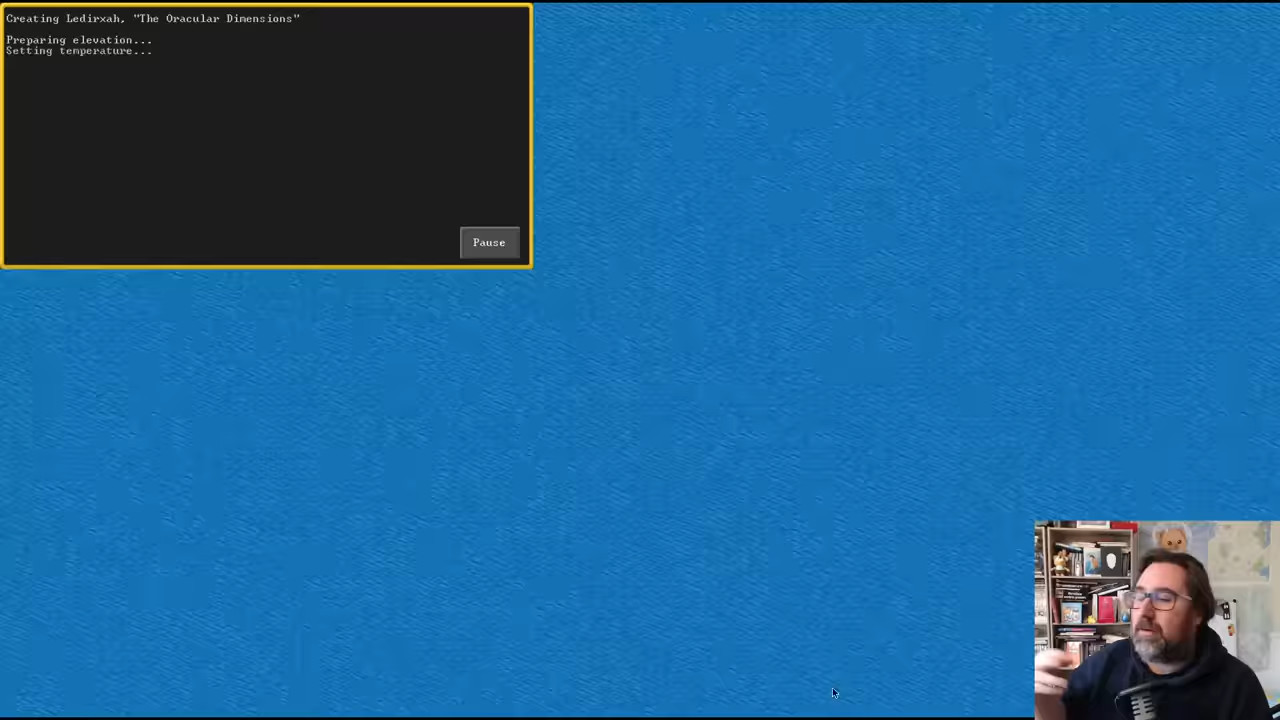 Creating Ledirxah, "The Oracular Dimensions"
Preparing elevation...
Setting temperature...
Pause